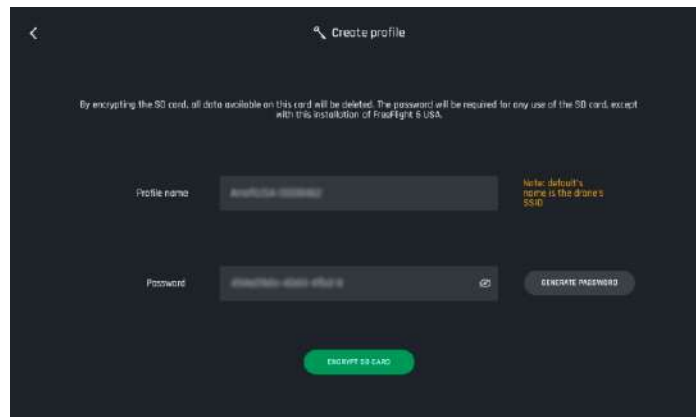 Create profile
By encrypting the SD card, all data available on this card will be deleted. The password will be required for any use of the SD card, except
with this installation of FreeFlight 6 USA.
Profile name
Note: default's
name is the drone's
SSID
Password
GENERATE PASSWORD
ENCRYPT SD CARD